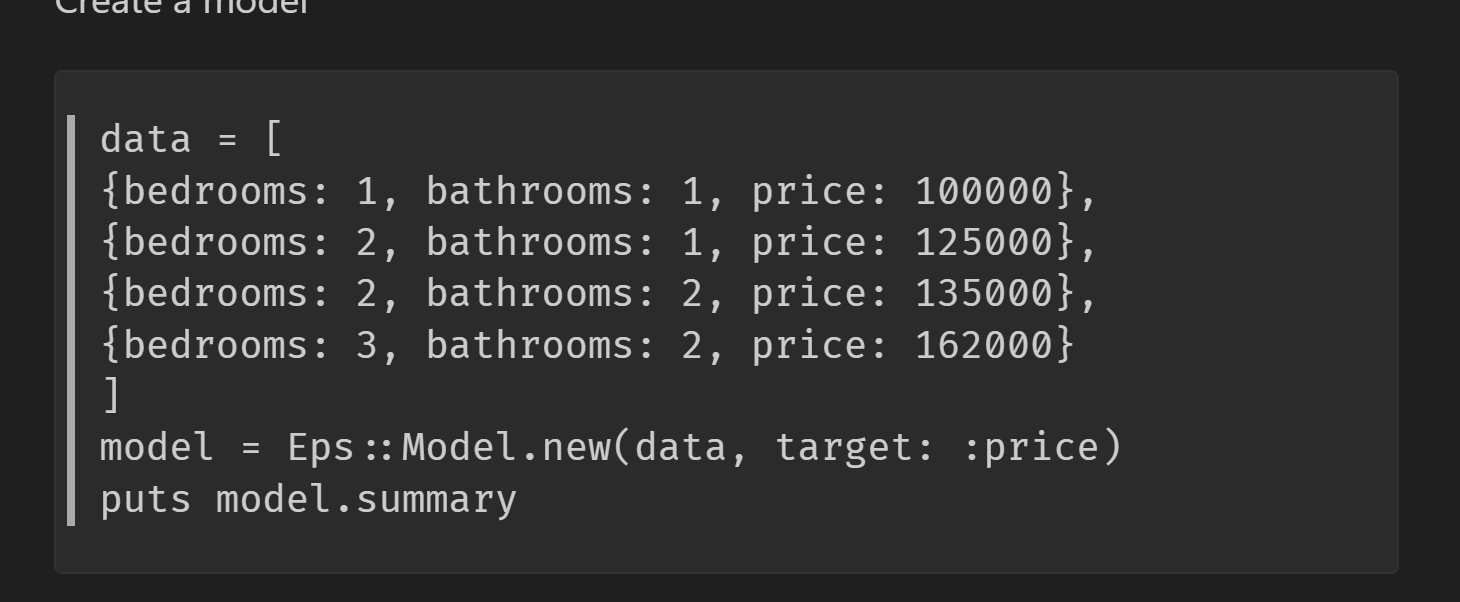 Create a model
data = [
{bedrooms: 1, bathrooms: 1, price: 100000},
{bedrooms: 2, bathrooms: 1, price: 125000},
{bedrooms: 2, bathrooms: 2, price: 135000},
{bedrooms: 3, bathrooms: 2, price: 162000}
]
model = Eps::Model.new(data, target: :price)
puts model.summary